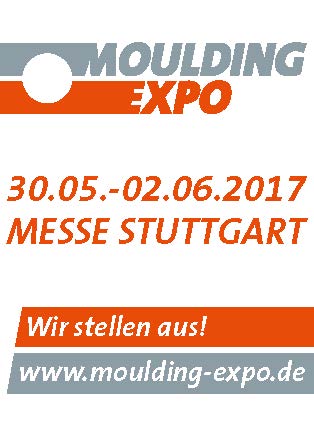 MOULDING
EXPO
30.05.-02.06.2017
MESSE STUTTGART
Wir stellen aus!
www.moulding-expo.de